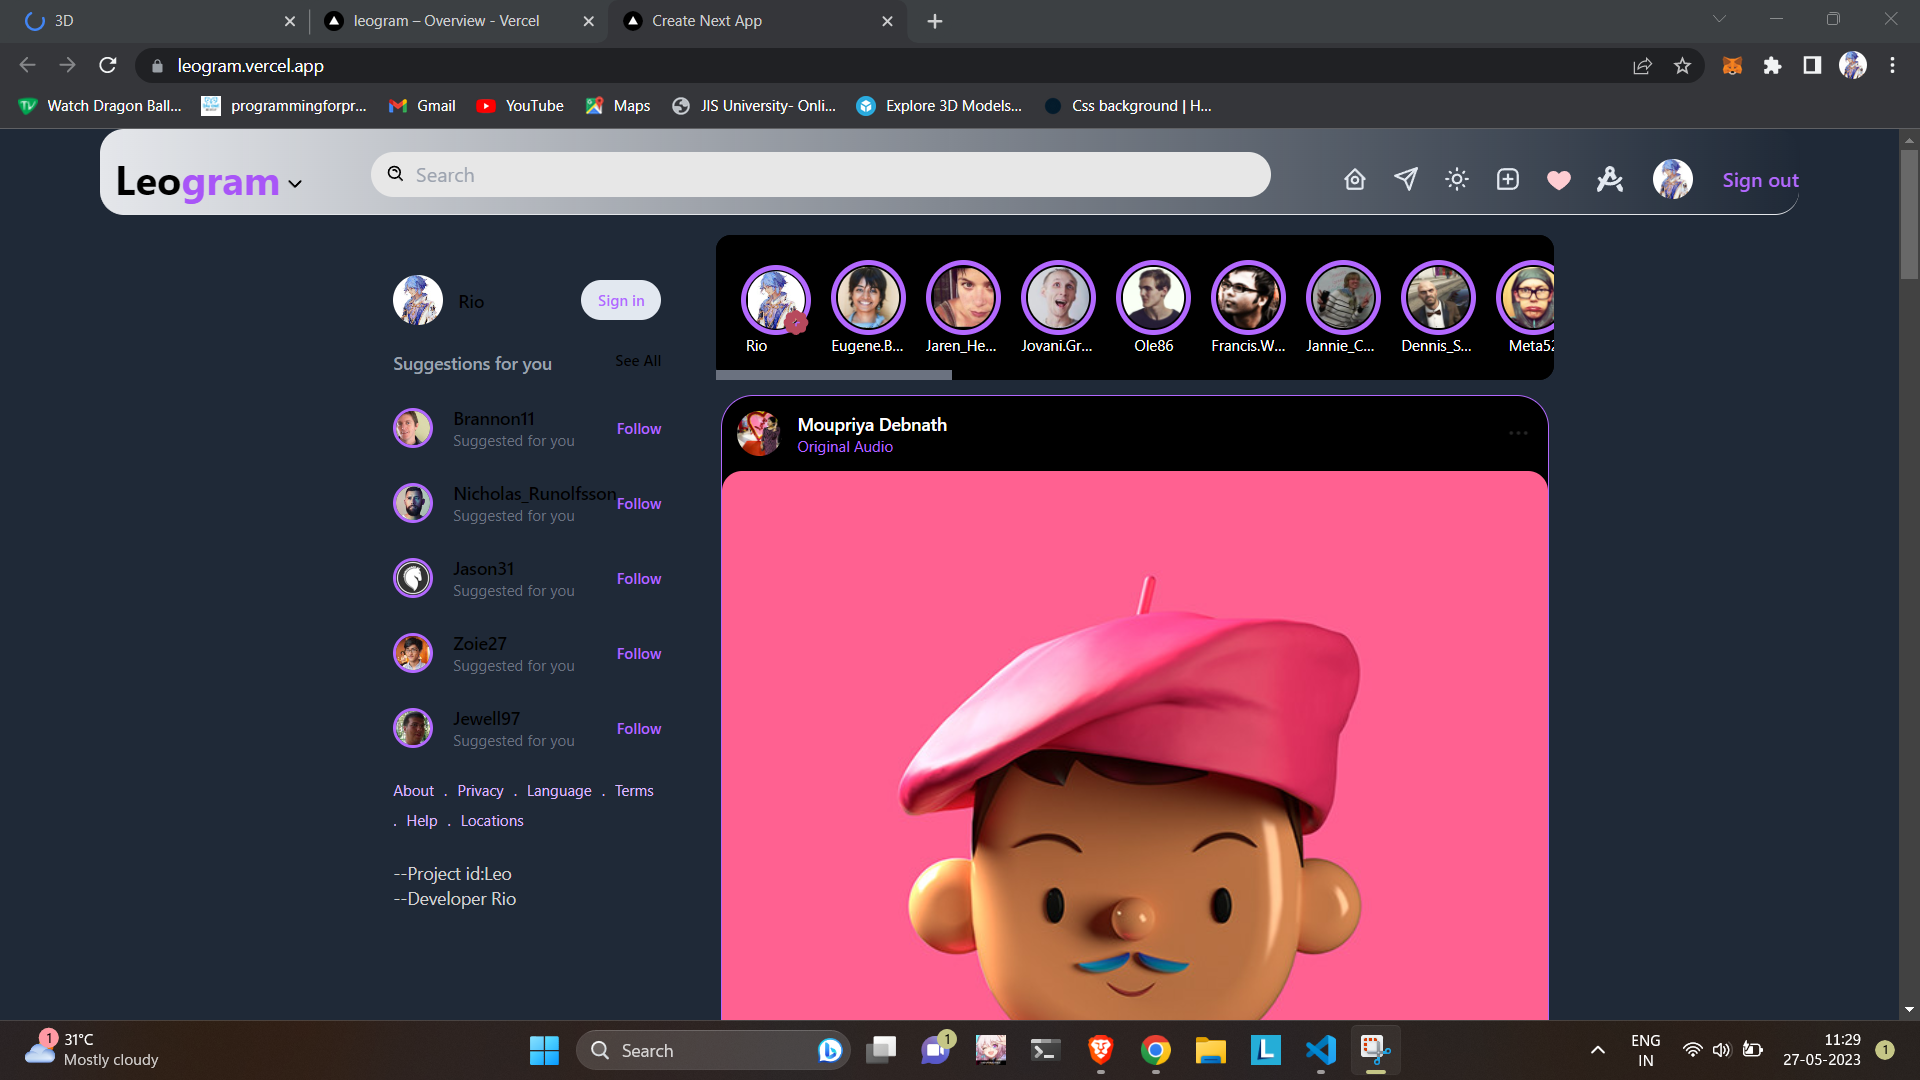 3D
leogram – Overview - Vercel
Create Next App
leogram.vercel.app
Watch Dragon Ball...
programmingforpr...
Gmail
YouTube
Maps
JIS University- Onli...
Explore 3D Models...
Css background | H...
Leogram
Search
Sign out
Rio
Sign in
Suggestions for you
See All
Brannon11
Suggested for you
Follow
Nicholas_Runolfsson
Suggested for you
Follow
Jason31
Suggested for you
Follow
Zoie27
Suggested for you
Follow
Jewell97
Suggested for you
Follow
About . Privacy . Language . Terms
. Help . Locations
--Project id:Leo
--Developer Rio
Rio
Eugene.B...
Jaren_He...
Jovani.Gr...
Ole86
Francis.W...
Jannie_C...
Dennis_S...
Meta52
Moupriya Debnath
Original Audio
1
31°C
Mostly cloudy
Search
1
L
ENG
IN
11:29
27-05-2023
1